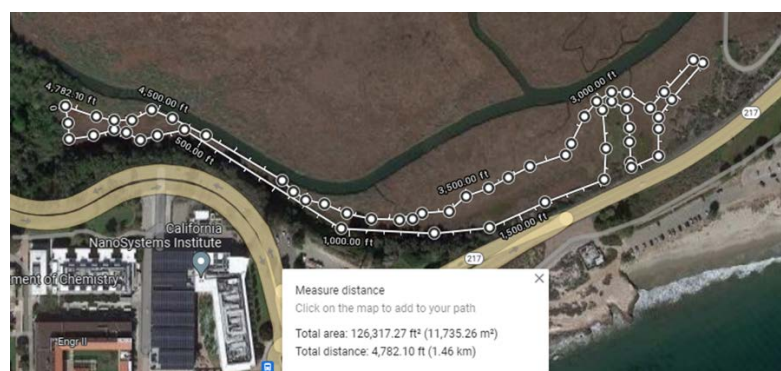 4,782.10 ft
0
4,500.00 ft
500.00 ft
3,000.00 ft
217
3,500.00 ft
1,000.00 ft
1,500.00 ft
217
California
NanoSystems Institute
ment of Chemistry
Engr II
Measure distance
Click on the map to add to your path
Total area: 126,317.27 ft² (11,735.26 m²)
Total distance: 4,782.10 ft (1.46 km)